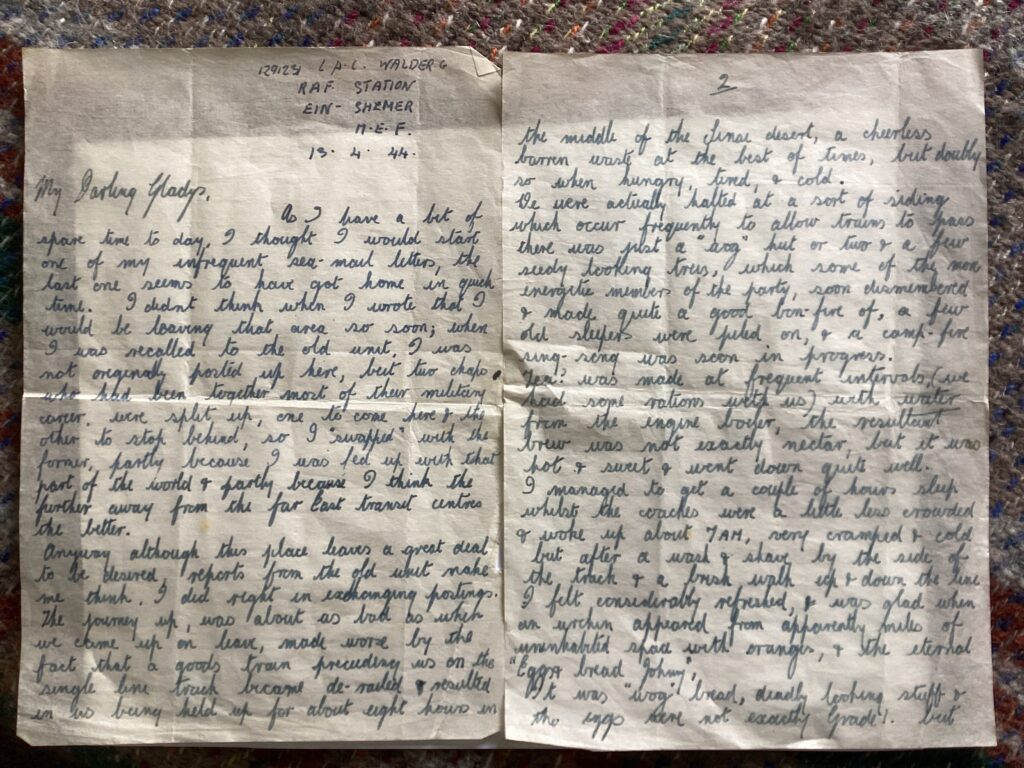 L.A.C. WALDER G
RAF STATION
EIN-SHEMER
M.E.F.
13. 4. 44.
My Darling Gladys,
As I have a bit of
spare time to day, I thought I would start
one of my infrequent sea-mail letters, the
last one seems to have got home in quick
time. I didnt think when I wrote that I
would be leaving that area so soon; when
I was recalled to the old unit, I was
not originally posted up here, but two chaps
who had been together most of their military
career, were split up, one to come here & the
other to stop behind, so I "swapped" with the
former, partly because I was fed up with that
part of the world & partly because I think the
further away from the far East transit centres
the better.
Anyway although this place leaves a great deal
to be desired, reports from the old unit make
me think. I did right in exchanging postings.
The journey up, was about as bad as when
we came up on leave, made worse by the
fact that a goods train preceeding us on the
single line track became de-railed & resulted
in us being held up for about eight hours in
2
the middle of the Sinai desert, a cheerless
barren waste at the best of times, but doubly
so when hungry, tired, & cold.
We were actually halted at a sort of siding
which occur frequently to allow trains to pass
there was just a "wog" hut or two & a few
seedy looking trees, which some of the more
energetic members of the party, soon dismembered
& made quite a good bon-fire of, a few
old sleepers were piled on, & a camp-fire
sing-song was soon in progress.
Tea? was made at frequent intervals, (we
had some rations with us) with water
from the engine boiler, the resultant
brew was not exactly nectar, but it was
hot & sweet & went down quite well.
I managed to get a couple of hours sleep
whilst the coaches were a little less crowded
& woke up about 7AM, very cramped & cold
but after a wash & shave by the side of
the track & a brisk walk up & down the line
I felt considerably refreshed, & was glad when
an urchin appeared from apparently miles of
uninhabited space with oranges, & the eternal
"Eggs bread Johny",
It was "wog" bread, deadly looking stuff &
the eggs were not exactly Grade 1. but